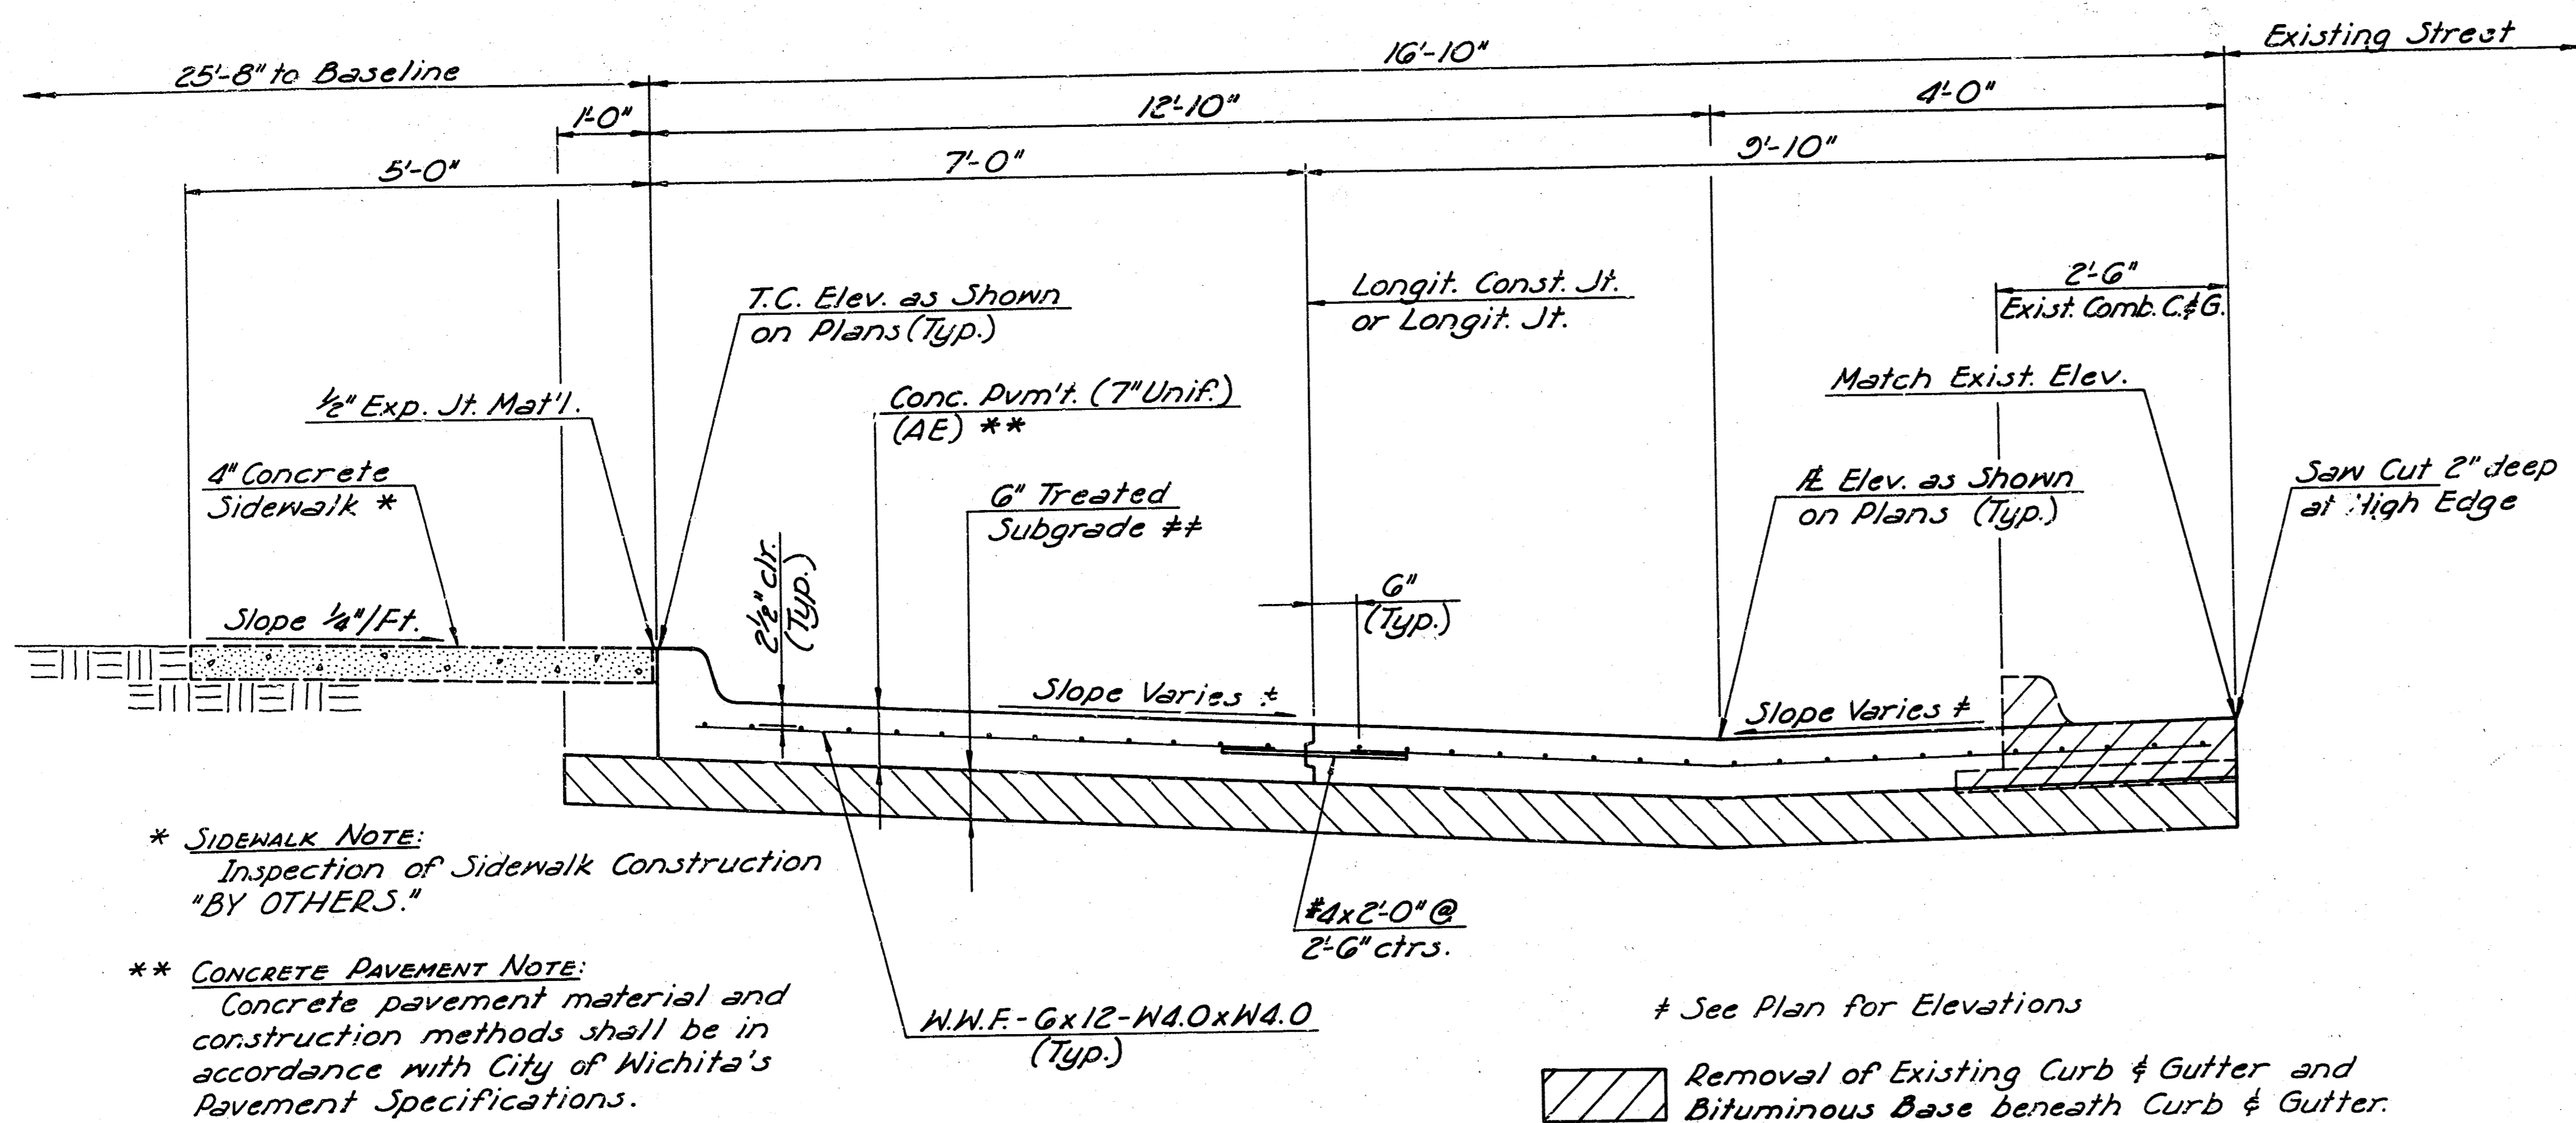 Existing Street
16'-10"
25'-8" to Baseline
1'-0"
12'-10"
4'-0"
5'-0"
7'-0"
9'-10"
2'-6"
Exist. Comb. C.&G.
T.C. Elev. as Shown
on Plans (Typ.)
Longit. Const. Jt.
or Longit. Jt.
Match Exist. Elev.
1/2" Exp. Jt. Mat'l.
Conc. Pvm't. (7" Unif.)
(AE) **
4" Concrete
Sidewalk *
6" Treated
Subgrade ‡‡
℄ Elev. as Shown
on Plans (Typ.)
Saw Cut 2" deep
at High Edge
2½" clr.
(Typ.)
6"
(Typ.)
Slope ¼"/Ft.
Slope Varies ‡
Slope Varies ‡
* SIDEWALK NOTE:
Inspection of Sidewalk Construction
"BY OTHERS."
#4x2'-0" @
2'-6" ctrs.
** CONCRETE PAVEMENT NOTE:
Concrete pavement material and
construction methods shall be in
accordance with City of Wichita's
Pavement Specifications.
W.W.F. - 6x12 - W4.0xW4.0
(Typ.)
‡ See Plan for Elevations
Removal of Existing Curb & Gutter and
Bituminous Base beneath Curb & Gutter.